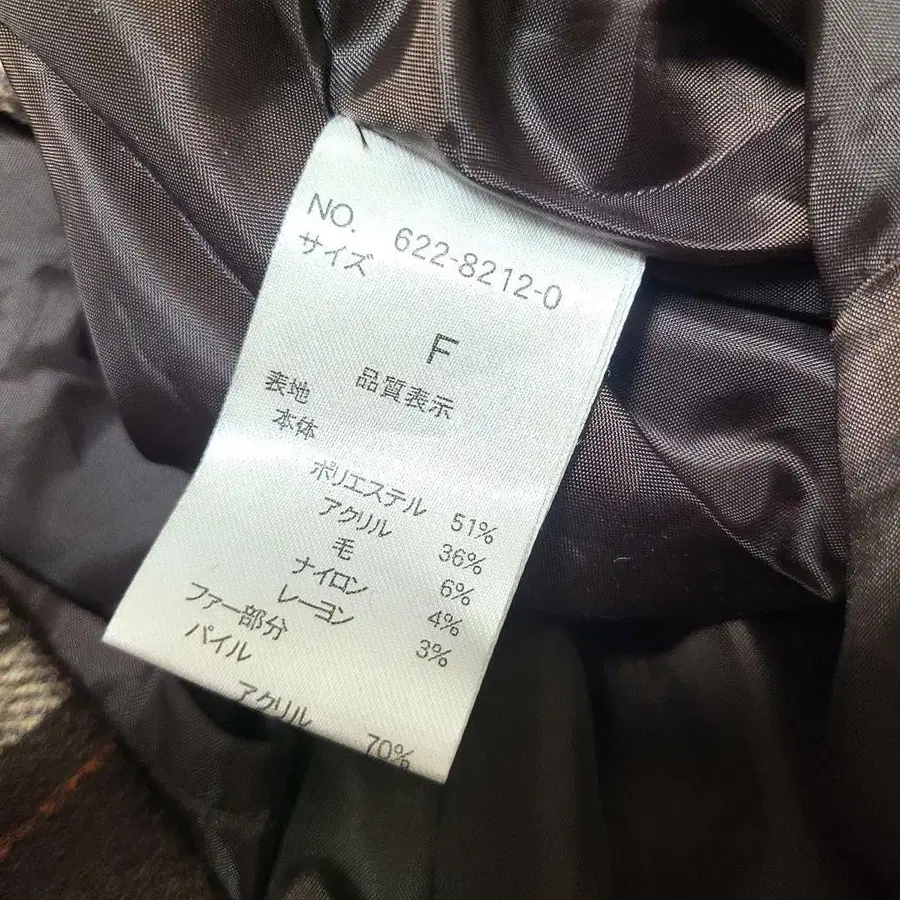 NO. 622-8212-0
サイズ
F
品質表示
表地
本体
ポリエステル 51%
アクリル 36%
毛 6%
ナイロン 4%
レーヨン 3%
ファー部分
パイル
アクリル 70%